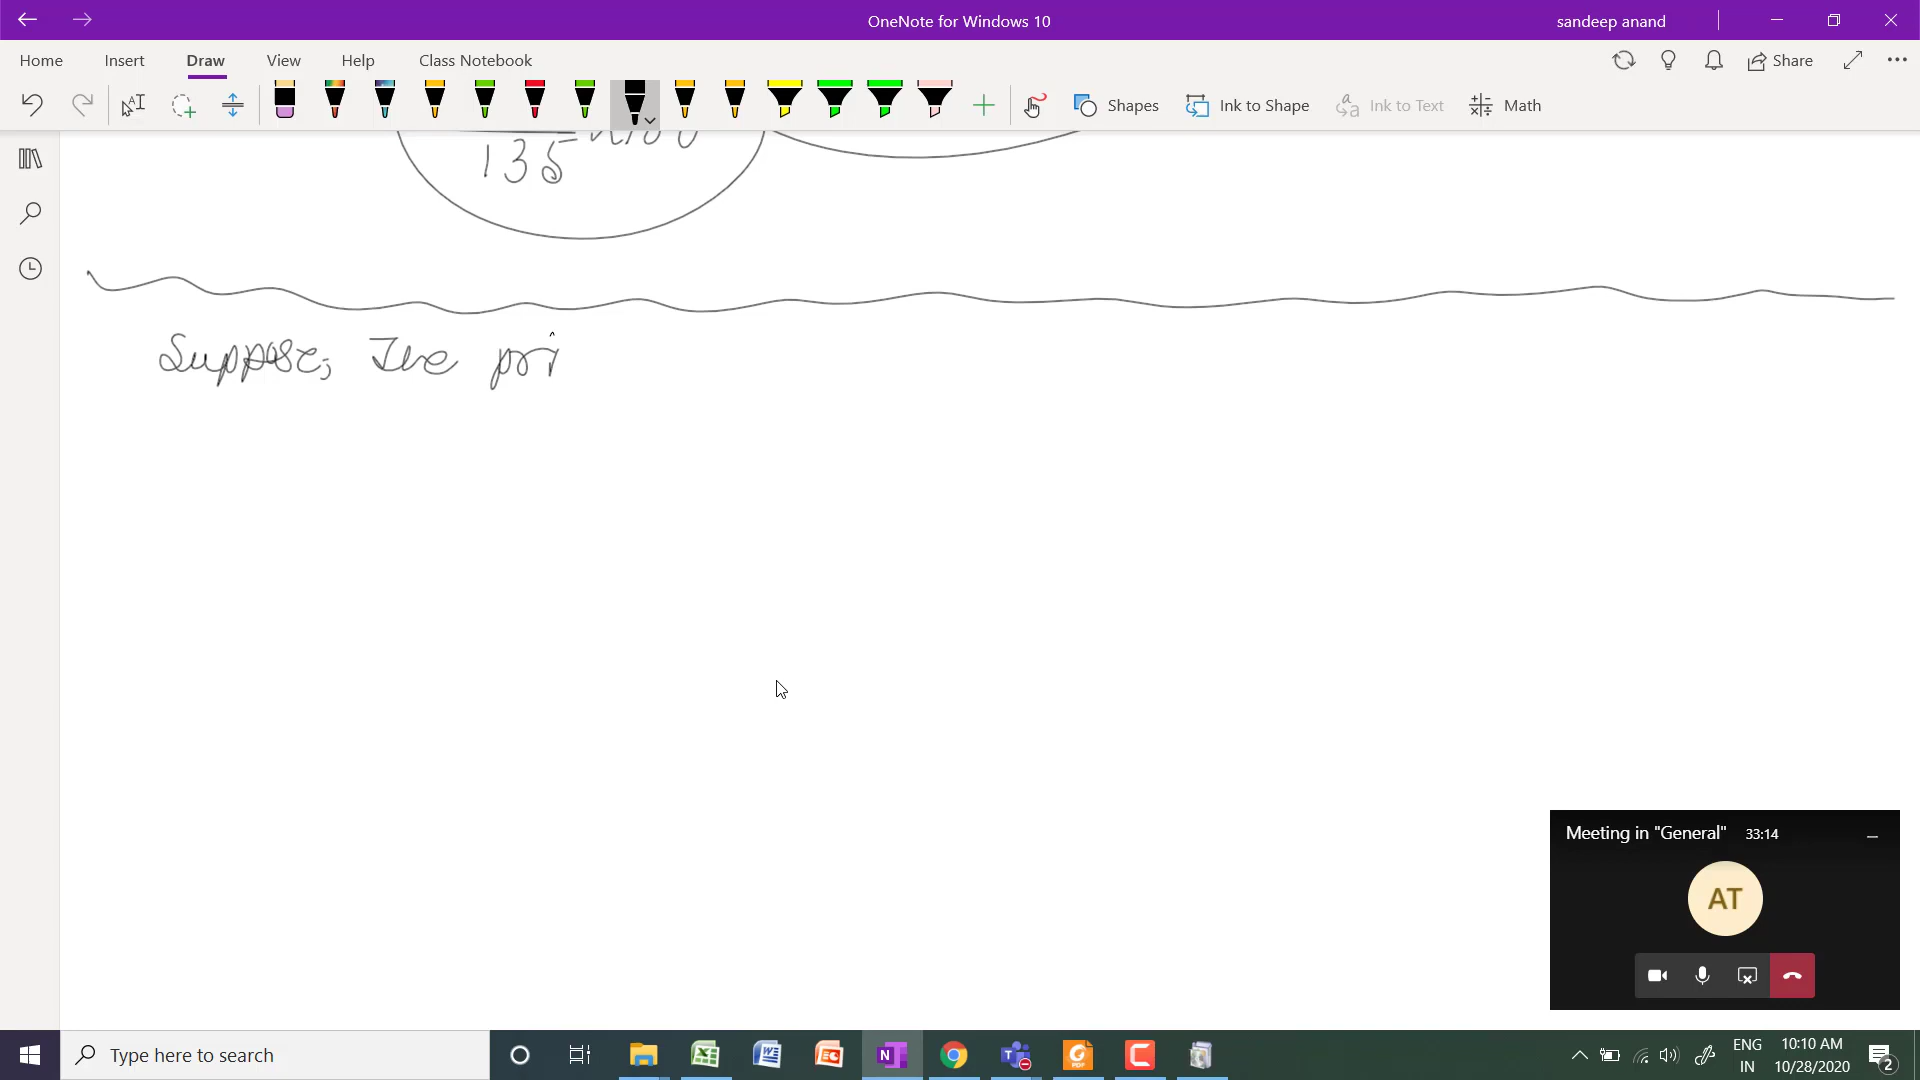 OneNote for Windows 10
sandeep anand
Home Insert Draw View Help Class Notebook
Share
Shapes Ink to Shape Ink to Text Math
135
Suppose, The pri
Meeting in "General" 33:14
AT
Type here to search
ENG
IN
10:10 AM
10/28/2020
2